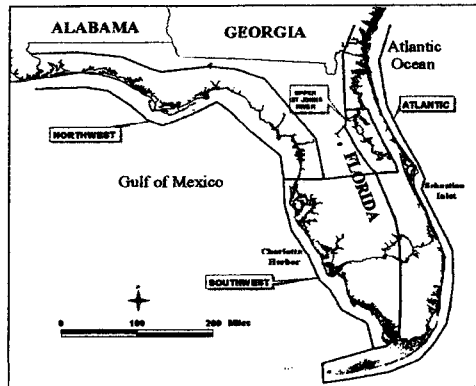 ALABAMA
GEORGIA
Atlantic
Ocean
UPPER
ST JOHNS
RIVER
ATLANTIC
NORTHWEST
FLORIDA
Gulf of Mexico
Sebastian
Inlet
Charlotte
Harbor
SOUTHWEST
0 100 200 Miles